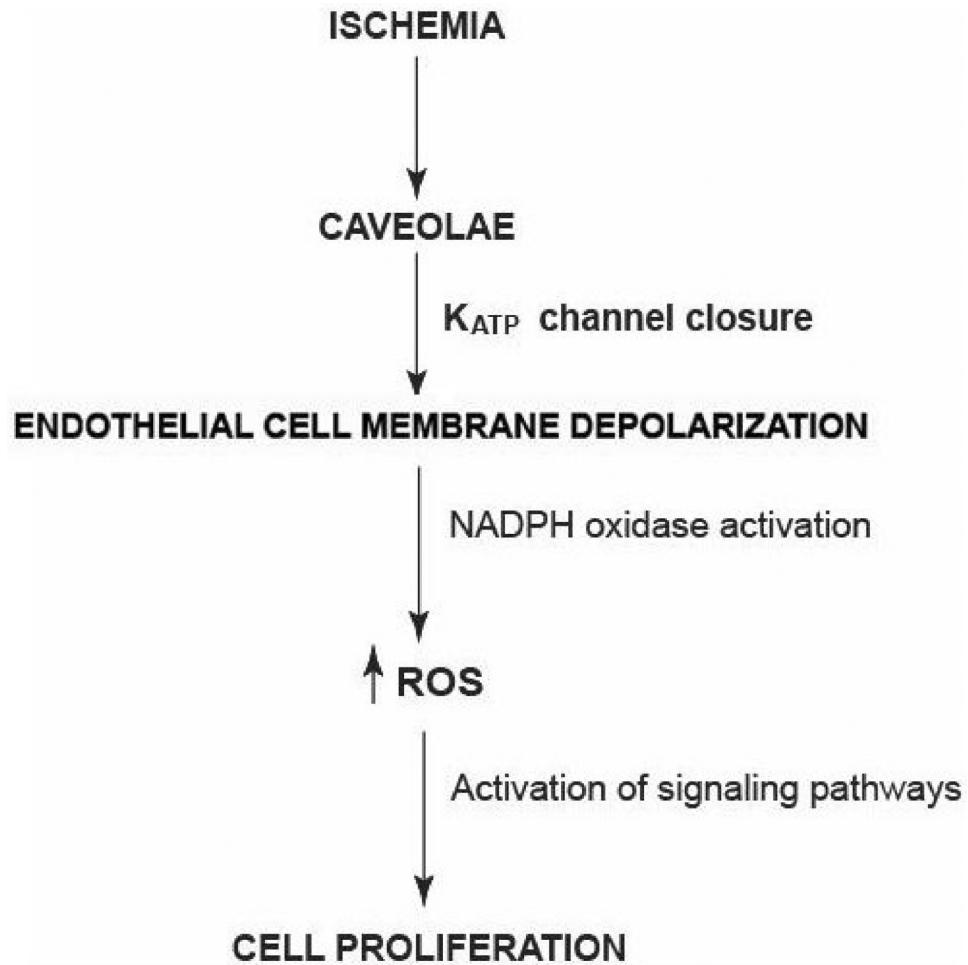 ISCHEMIA
CAVEOLAE
KATP channel closure
ENDOTHELIAL CELL MEMBRANE DEPOLARIZATION
NADPH oxidase activation
ROS
Activation of signaling pathways
CELL PROLIFERATION